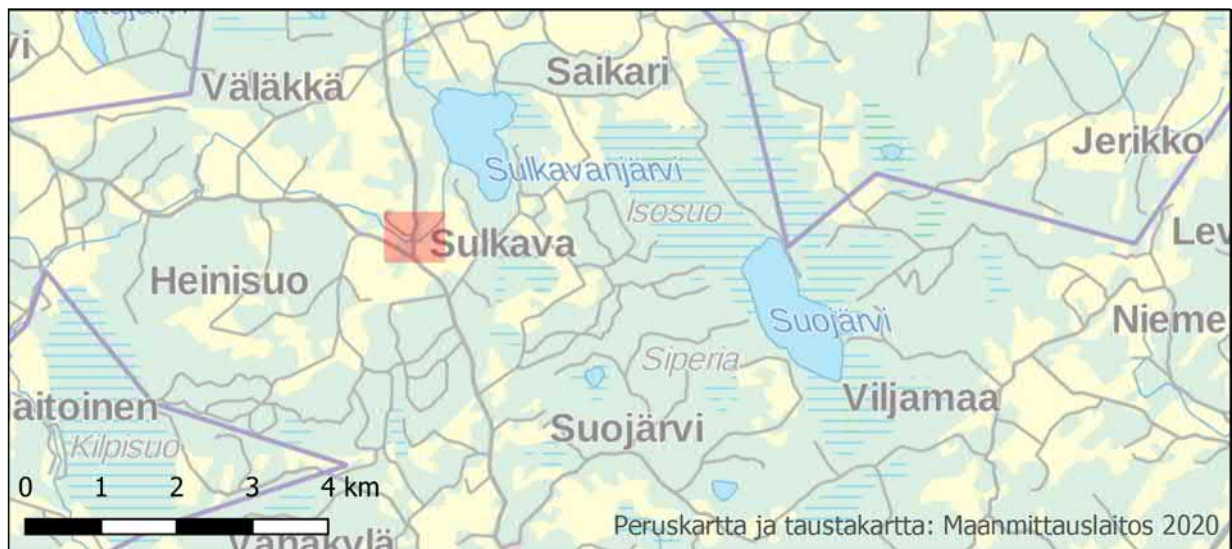 vi
Väläkkä
Saikari
Jerikko
Sulkavanjärvi
Isosuo
Sulkava
Lev
Heinisuo
Suojärvi
Nieme
Siperia
aitoinen
Viljamaa
Suojärvi
Kilpisuo
0 1 2 3 4 km
Peruskartta ja taustakartta: Maanmittauslaitos 2020